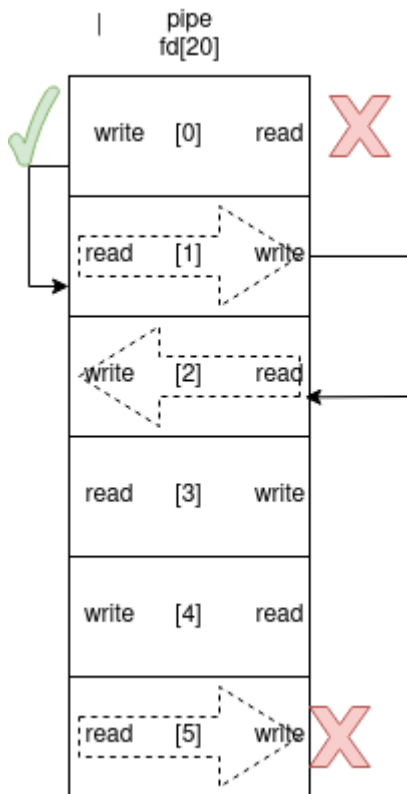 | pipe
fd[20]
write [0] read
read [1] write
write [2] read
read [3] write
write [4] read
read [5] write